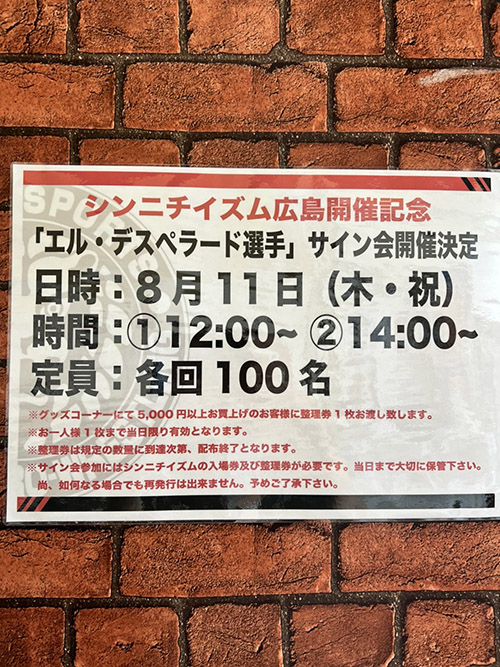 シンニチイズム広島開催記念
「エル・デスペラード選手」サイン会開催決定
日時：8月11日（木・祝）
時間：①12:00~ ②14:00~
定員：各回100名
※グッズコーナーにて5,000円以上お買上げのお客様に整理券1枚お渡し致します。
※お一人様1枚まで当日限り有効となります。
※整理券は規定の数量に到達次第、配布終了となります。
※サイン会参加にはシンニチイズムの入場券及び整理券が必要です。当日まで大切に保管下さい。
尚、如何なる場合でも再発行は出来ません。予めご了承下さい。
SPORTS